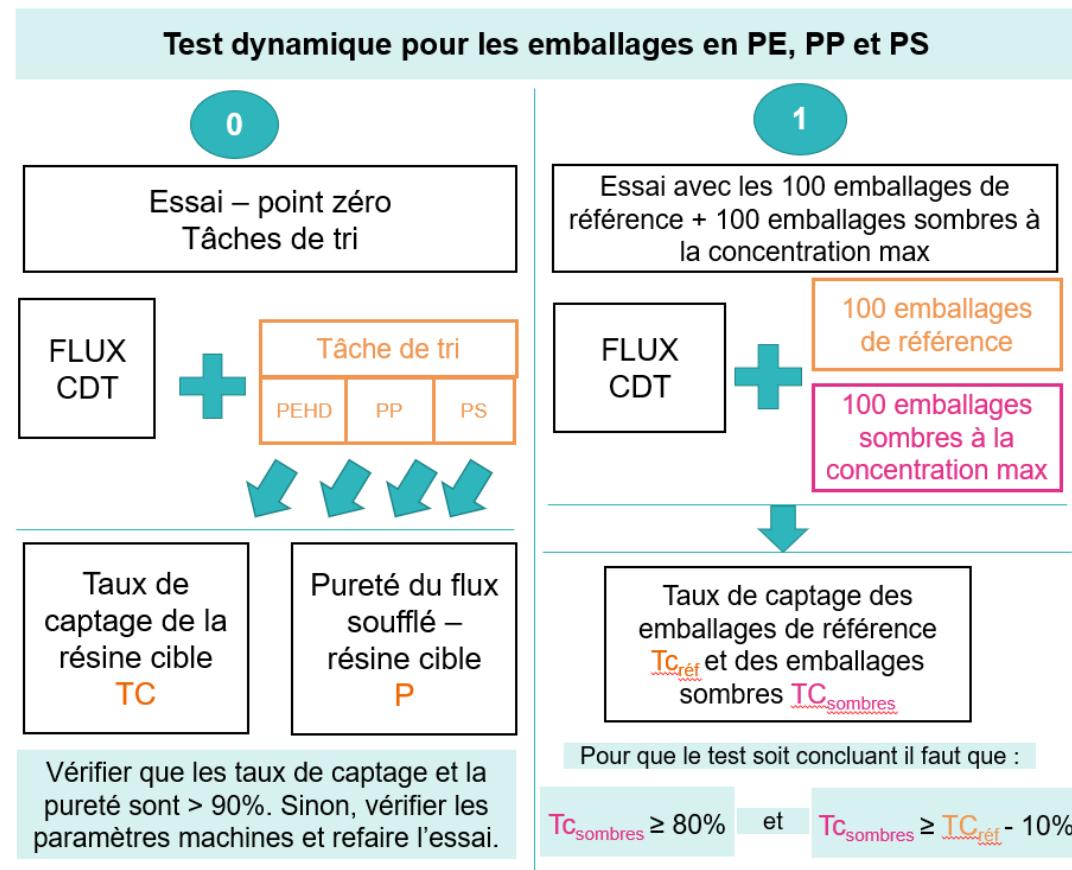 Test dynamique pour les emballages en PE, PP et PS
0
Essai – point zéro
Tâches de tri
FLUX
CDT
Tâche de tri
PEHD
PP
PS
Taux de
captage de la
résine cible
TC
Pureté du flux
soufflé –
résine cible
P
Vérifier que les taux de captage et la
pureté sont > 90%. Sinon, vérifier les
paramètres machines et refaire l’essai.
1
Essai avec les 100 emballages de
référence + 100 emballages sombres à
la concentration max
FLUX
CDT
100 emballages
de référence
100 emballages
sombres à la
concentration max
Taux de captage des
emballages de référence
Tcréf et des emballages
sombres TCsombres
Pour que le test soit concluant il faut que :
Tcsombres ≥ 80%
et
Tcsombres ≥ TCréf - 10%